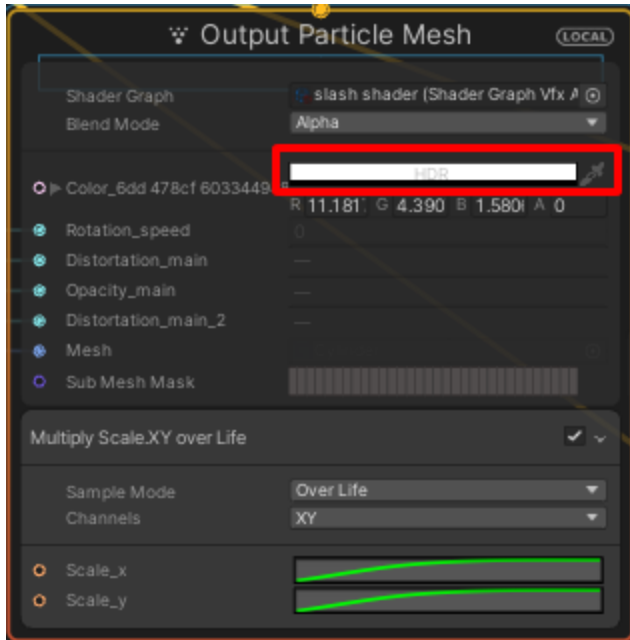 Output Particle Mesh
LOCAL
Shader Graph slash shader (Shader Graph Vfx A
Blend Mode Alpha
HDR
Color_6dd 478cf 6033449
R 11.181 G 4.390 B 1.580 A 0
Rotation_speed 0
Distortation_main —
Opacity_main —
Distortation_main_2 —
Mesh
Sub Mesh Mask
Multiply Scale.XY over Life
Sample Mode Over Life
Channels XY
Scale_x
Scale_y